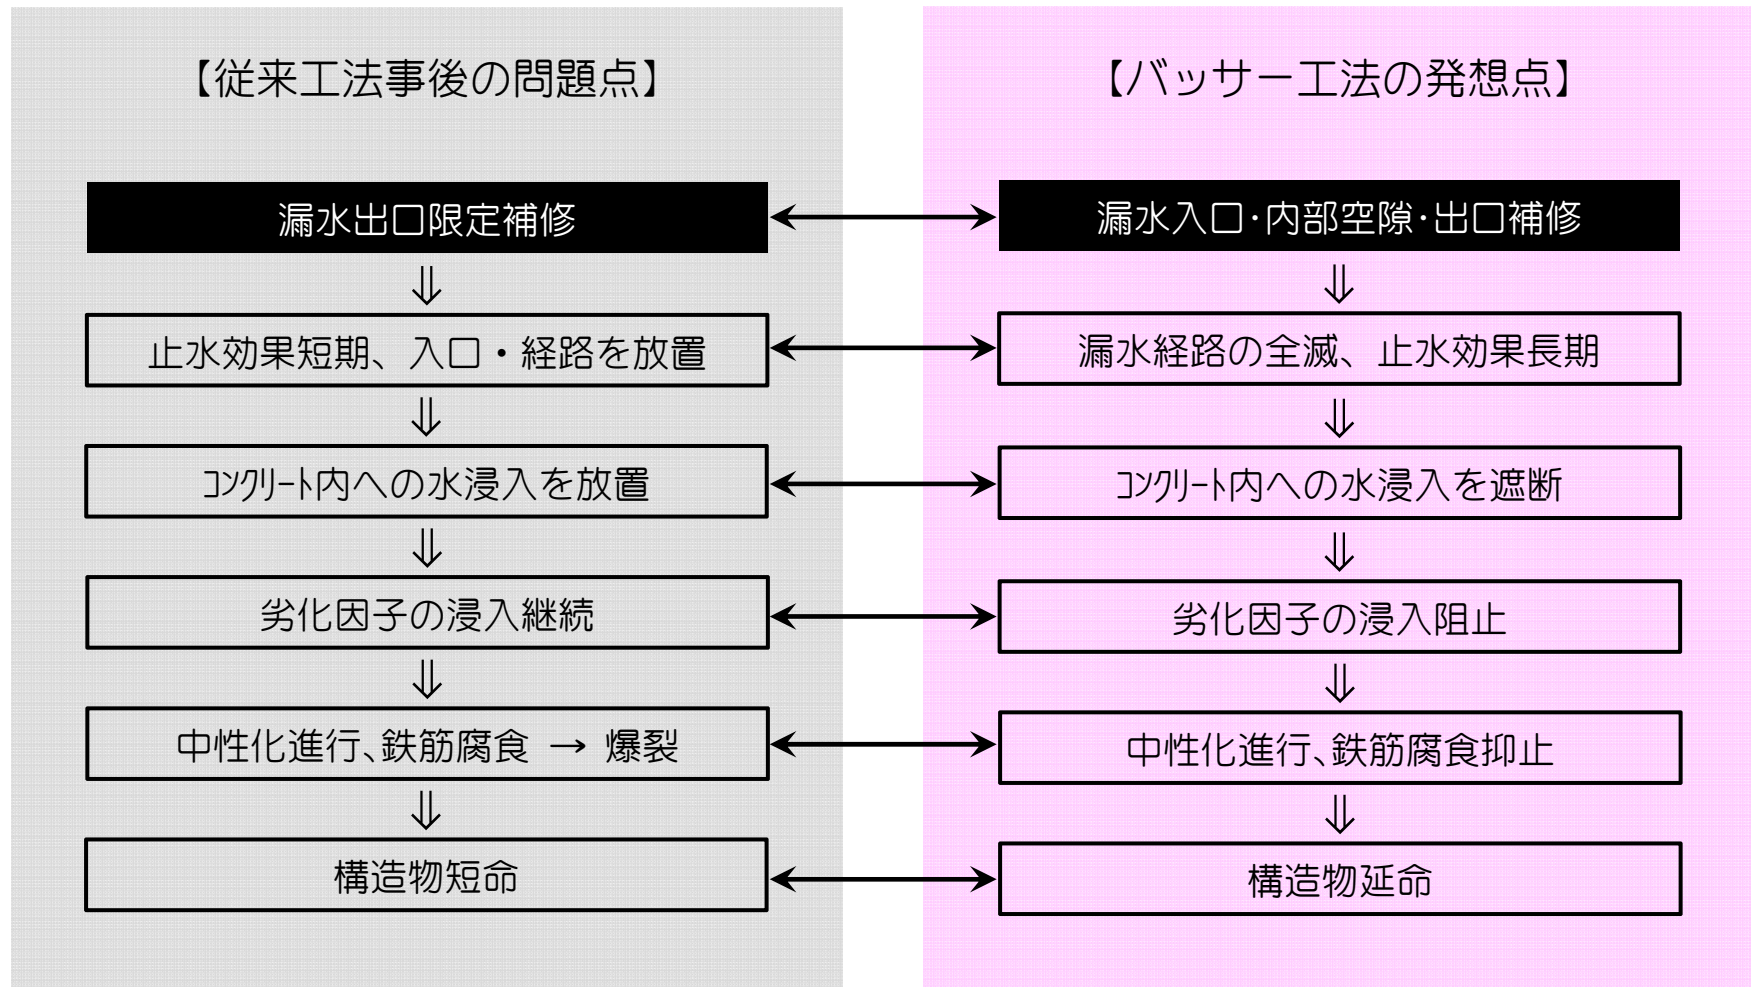 【従来工法事後の問題点】
漏水出口限定補修
⇓
止水効果短期、入口・経路を放置
⇓
ｺﾝｸﾘｰﾄ内への水浸入を放置
⇓
劣化因子の浸入継続
⇓
中性化進行、鉄筋腐食 → 爆裂
⇓
構造物短命
【バッサー工法の発想点】
漏水入口･内部空隙･出口補修
⇓
漏水経路の全滅、止水効果長期
⇓
ｺﾝｸﾘｰﾄ内への水浸入を遮断
⇓
劣化因子の浸入阻止
⇓
中性化進行、鉄筋腐食抑止
⇓
構造物延命